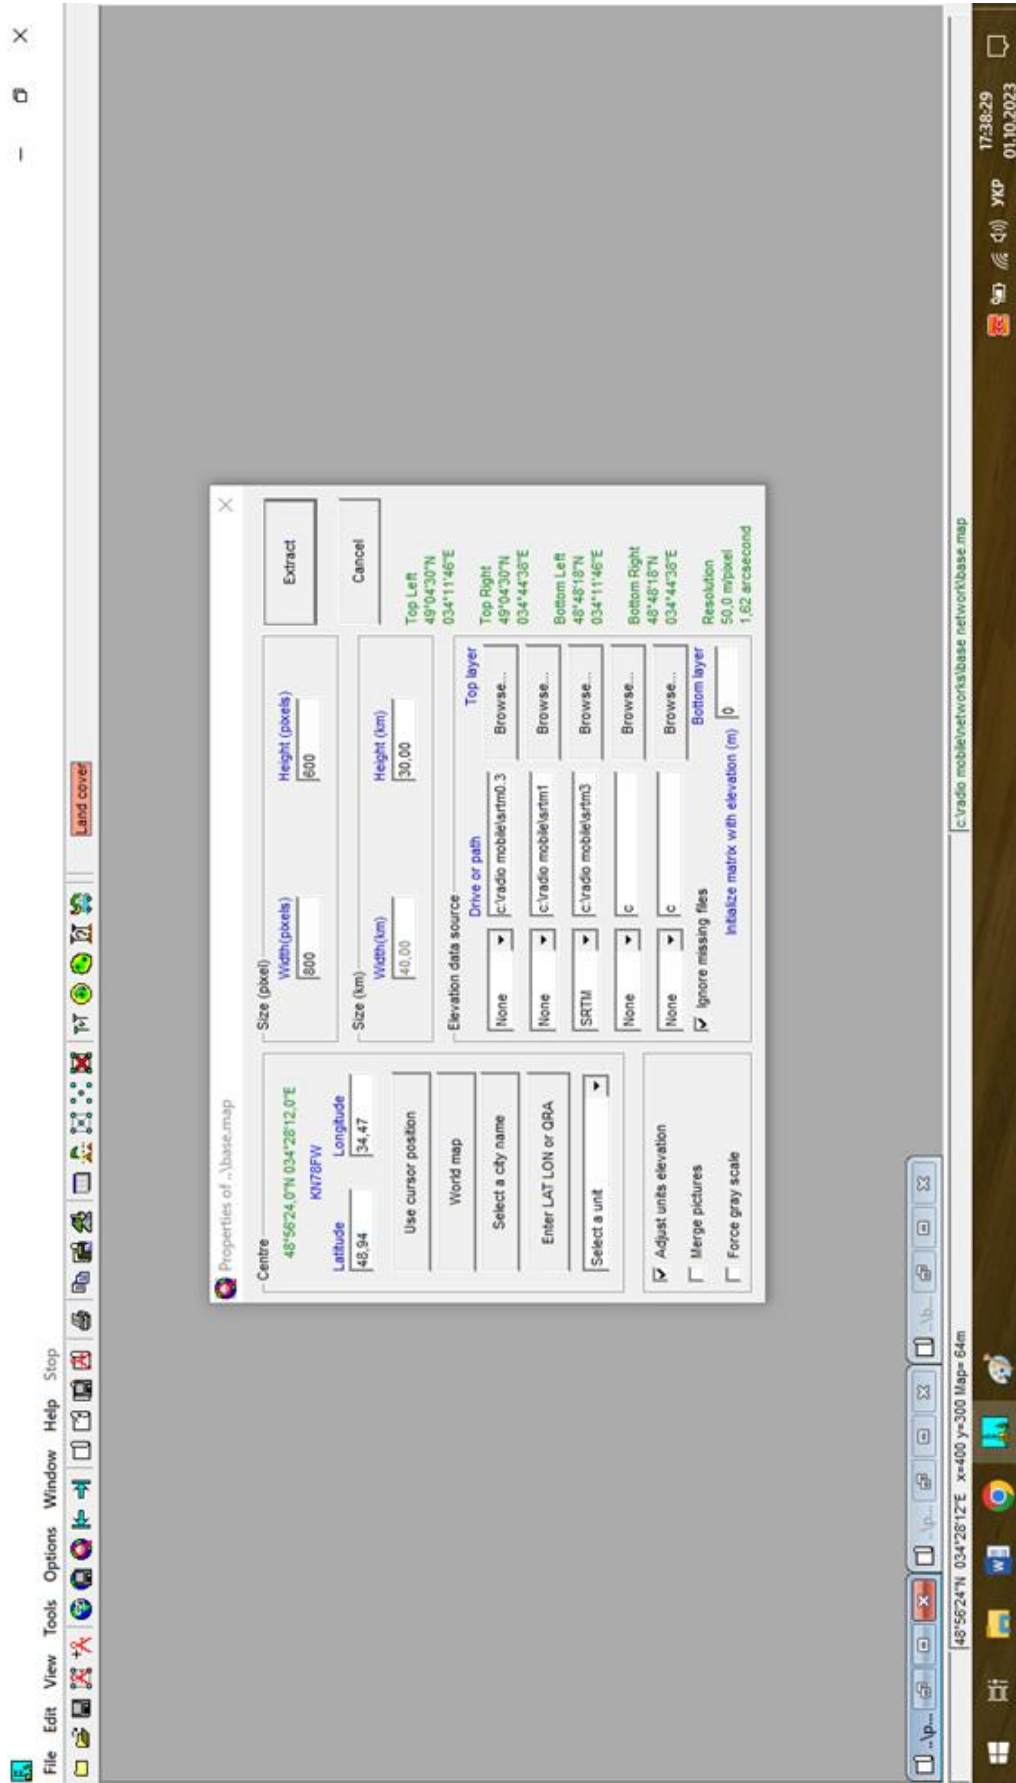 File Edit View Tools Options Window Help Stop
Land cover
Properties of ..\base.map
Centre
48°56'24,0"N 034°28'12,0"E
KN78FW
Latitude Longitude
48,94 34,47
Use cursor position
World map
Select a city name
Enter LAT LON or QRA
Select a unit
Adjust units elevation
Merge pictures
Force gray scale
Size (pixel)
Width(pixels) Height (pixels)
800 600
Size (km)
Width(km) Height (km)
40,00 30,00
Elevation data source
Drive or path Top layer
None c:\radio mobile\srtm0.3 Browse...
None c:\radio mobile\srtm1 Browse...
SRTM c:\radio mobile\srtm3 Browse...
None c Browse...
None c Browse...
Ignore missing files Bottom layer
Initialize matrix with elevation (m) 0
Extract
Cancel
Top Left
49°04'30"N
034°11'46"E
Top Right
49°04'30"N
034°44'38"E
Bottom Left
48°48'18"N
034°11'46"E
Bottom Right
48°48'18"N
034°44'38"E
Resolution
50,0 m/pixel
1,62 arcsecond
..\p... ..\p... ..\b...
48°56'24"N 034°28'12"E x=400 y=300 Map= 64m c:\radio mobile\networks\base network\base.map
УКР 17:38:29
01.10.2023